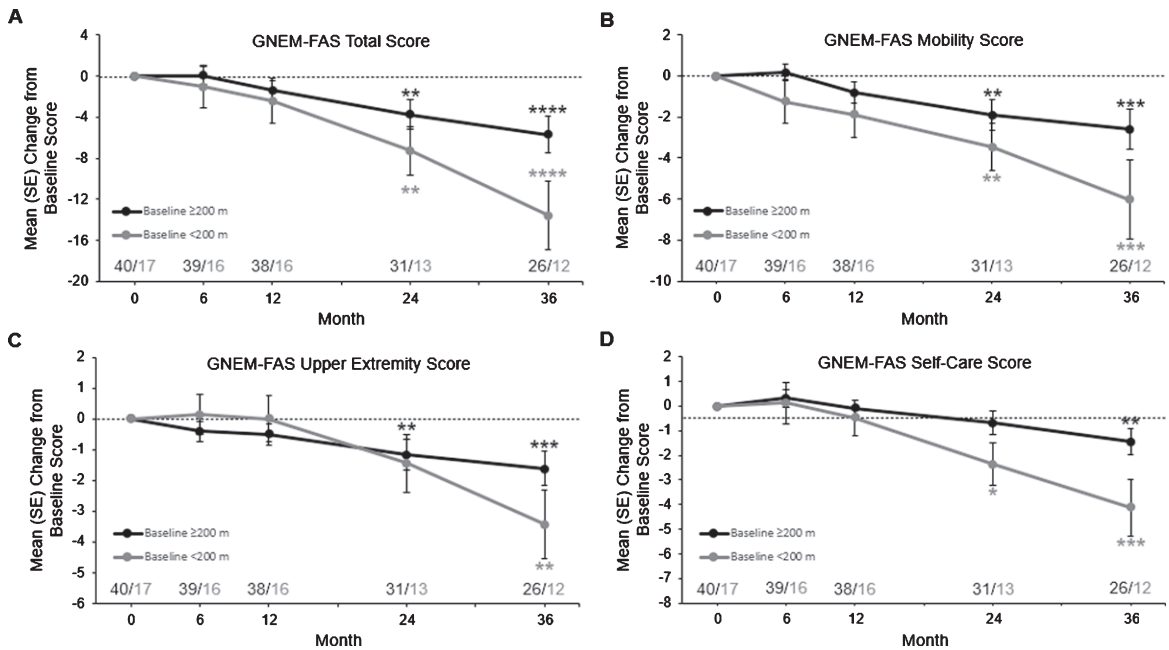 A
GNEM-FAS Total Score
Mean (SE) Change from
Baseline Score
4
0
-4
-8
-12
-16
-20
**
****
**
****
Baseline ≥200 m
Baseline <200 m
40/17 39/16 38/16 31/13 26/12
0 6 12 24 36
Month
B
GNEM-FAS Mobility Score
Mean (SE) Change from
Baseline Score
2
0
-2
-4
-6
-8
-10
**
***
**
***
Baseline ≥200 m
Baseline <200 m
40/17 39/16 38/16 31/13 26/12
0 6 12 24 36
Month
C
GNEM-FAS Upper Extremity Score
Mean (SE) Change from
Baseline Score
2
1
0
-1
-2
-3
-4
-5
-6
**
***
**
Baseline ≥200 m
Baseline <200 m
40/17 39/16 38/16 31/13 26/12
0 6 12 24 36
Month
D
GNEM-FAS Self-Care Score
Mean (SE) Change from
Baseline Score
2
1
0
-1
-2
-3
-4
-5
-6
-7
-8
**
*
***
Baseline ≥200 m
Baseline <200 m
40/17 39/16 38/16 31/13 26/12
0 6 12 24 36
Month